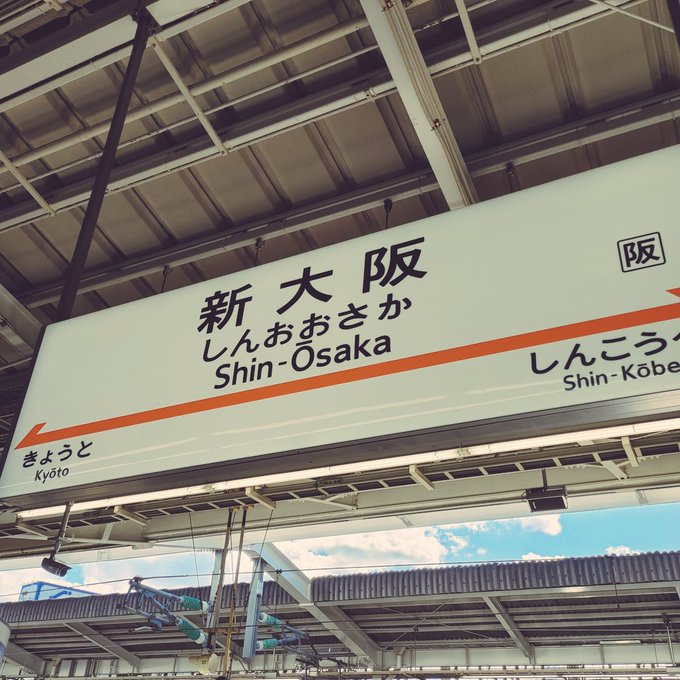 新大阪
しんおおさか
Shin-Ōsaka
阪
きょうと
Kyōto
しんこうべ
Shin-Kōbe